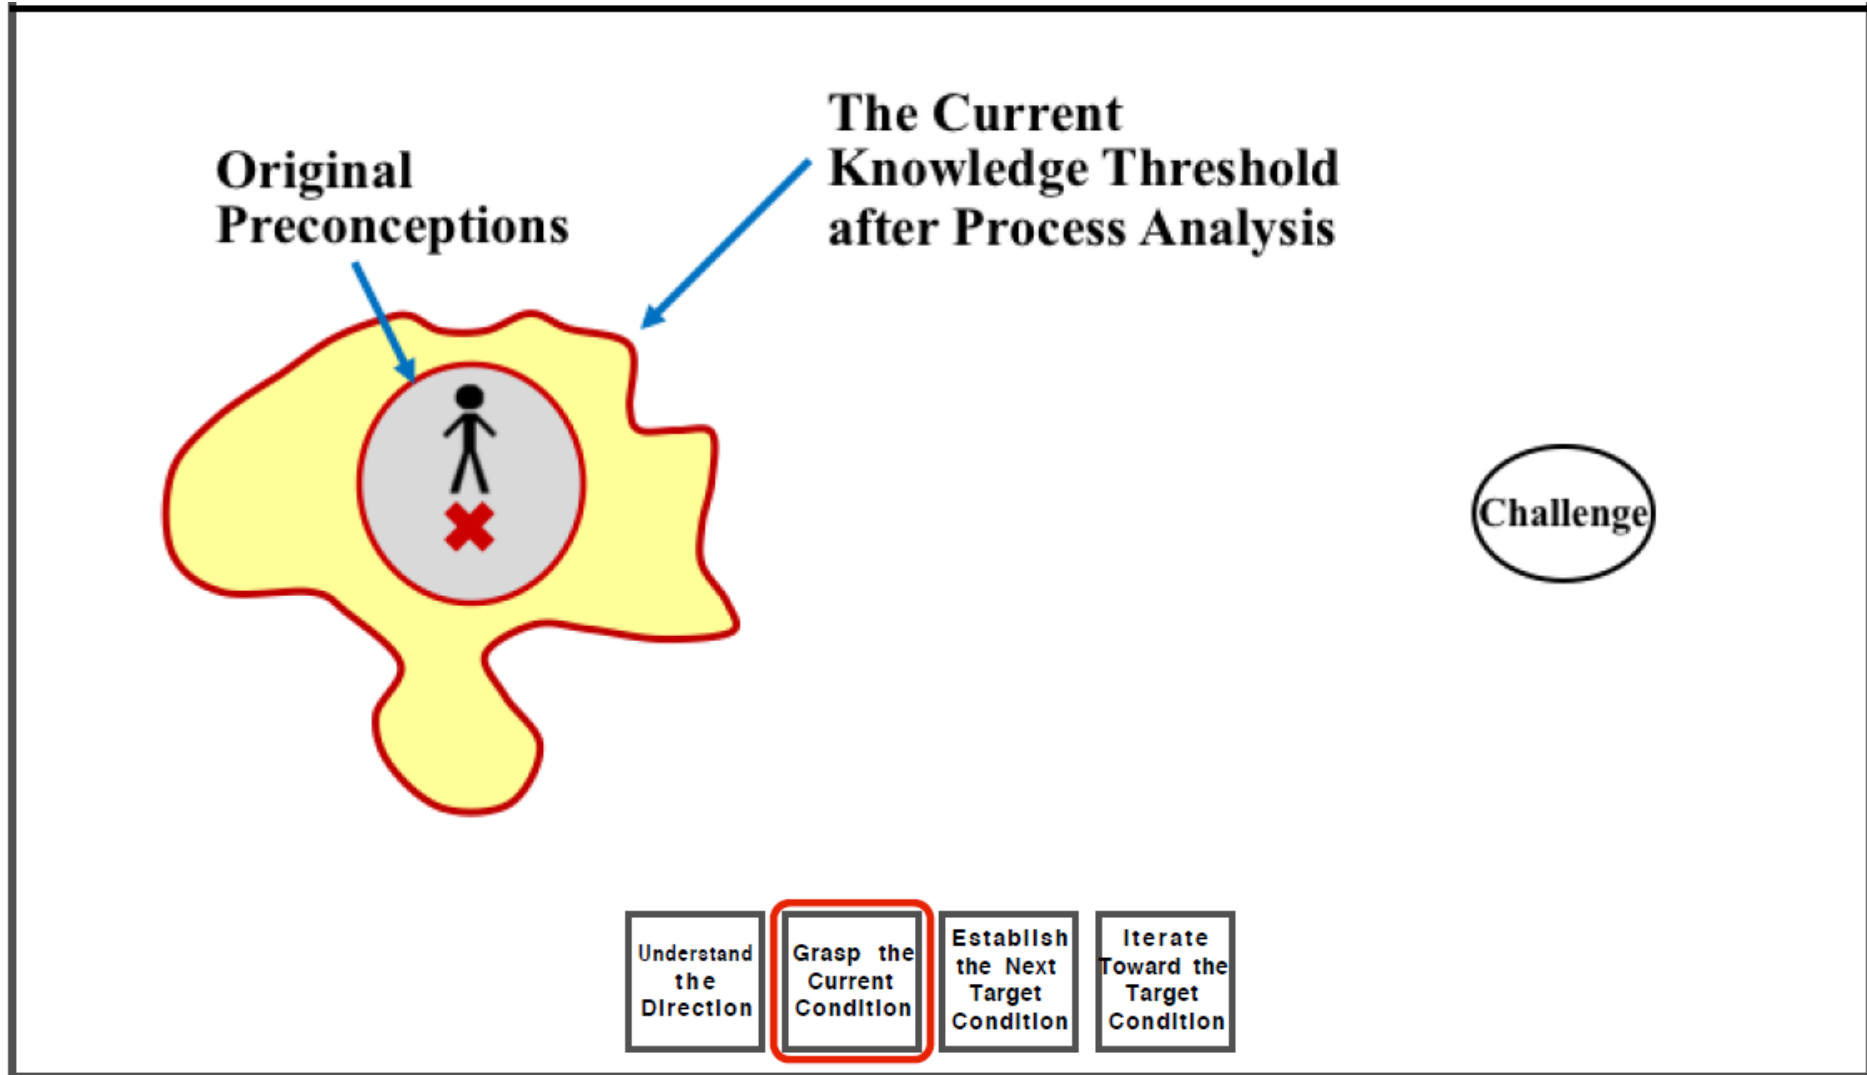 Original
Preconceptions
The Current
Knowledge Threshold
after Process Analysis
Challenge
Understand
the
Direction
Grasp the
Current
Condition
Establish
the Next
Target
Condition
Iterate
Toward the
Target
Condition